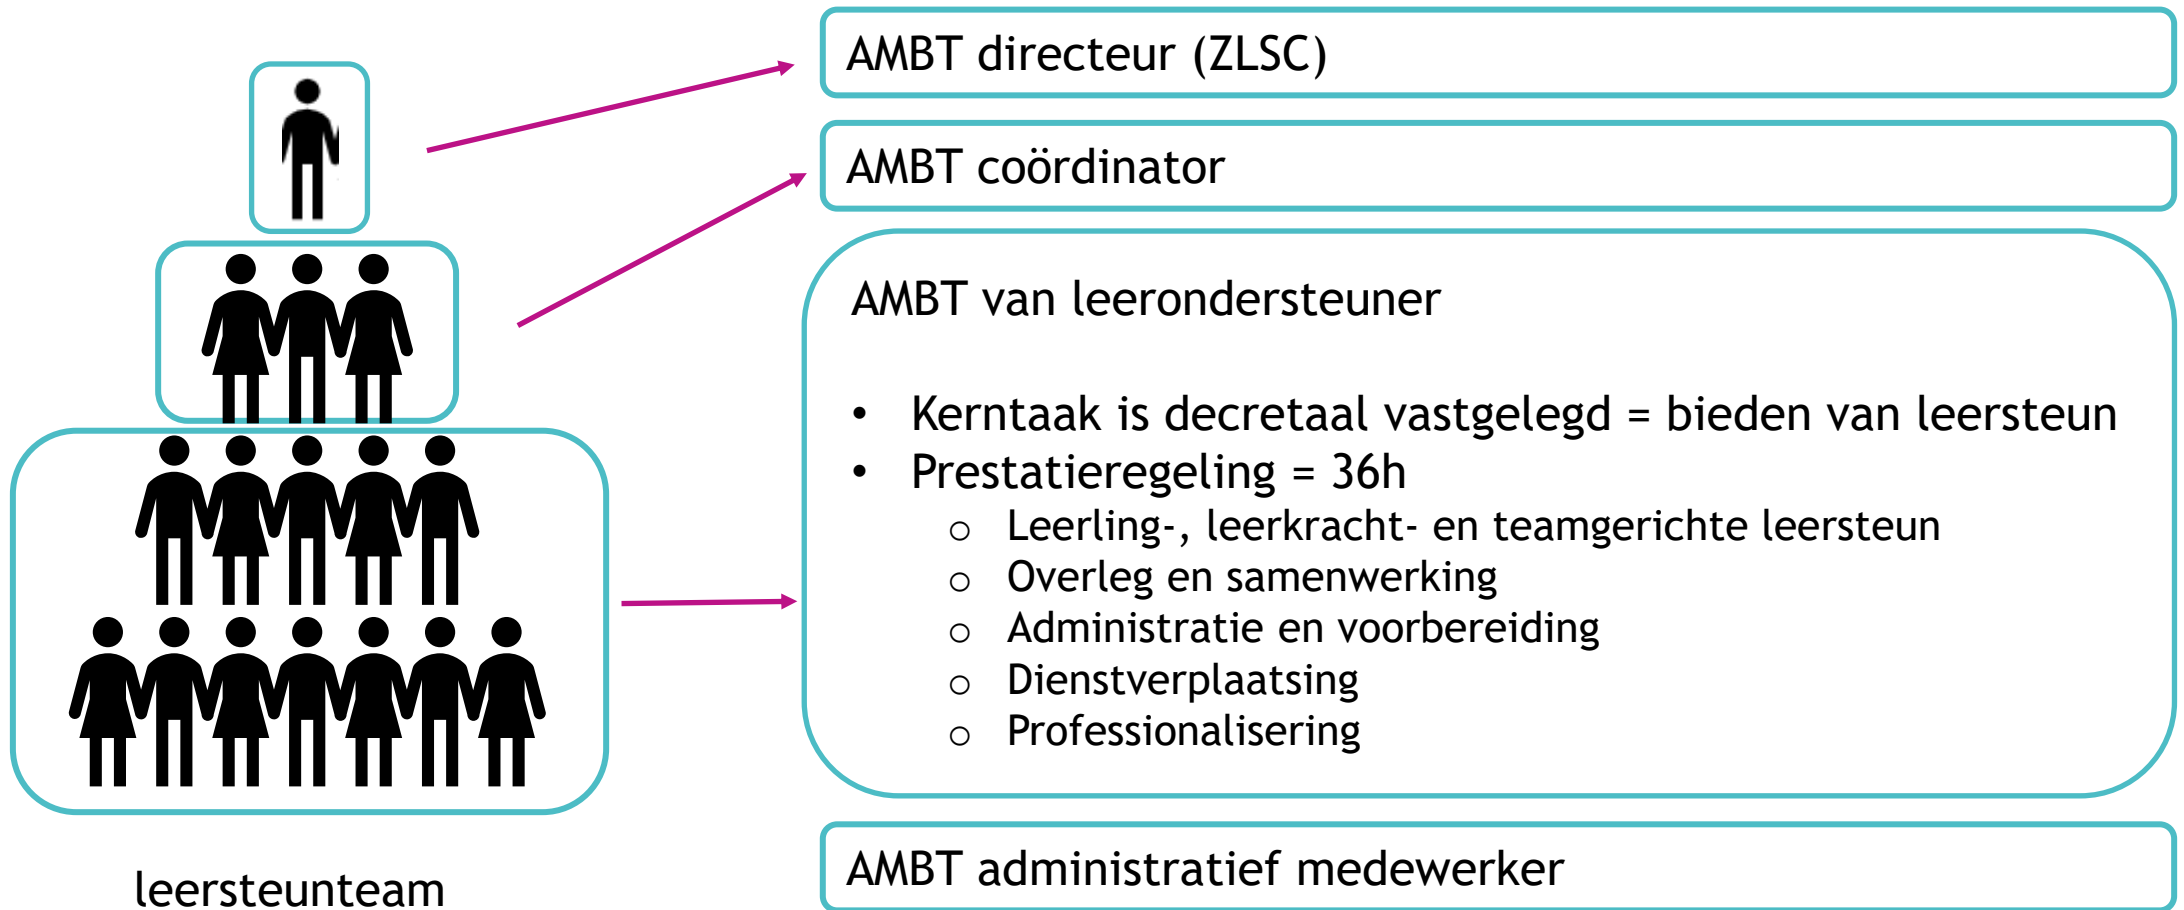 AMBT directeur (ZLSC)
AMBT coördinator
AMBT van leerondersteuner
• Kerntaak is decretaal vastgelegd = bieden van leersteun
• Prestatieregeling = 36h
o Leerling-, leerkracht- en teamgerichte leersteun
o Overleg en samenwerking
o Administratie en voorbereiding
o Dienstverplaatsing
o Professionalisering
AMBT administratief medewerker
leersteunteam